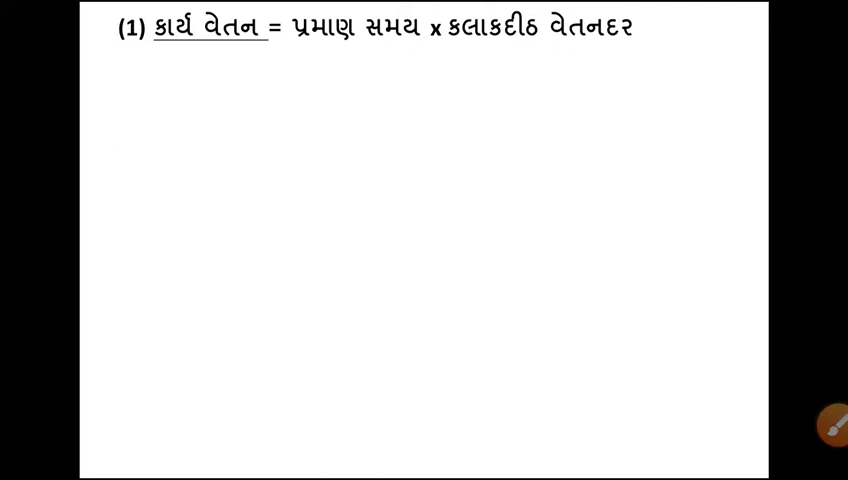 (1) કાર્ય વેતન = પ્રમાણ સમય x કલાકદીઠ વેતનદર